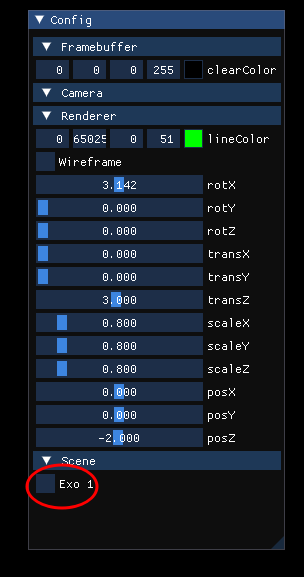 Config
Framebuffer
0 0 0 255 clearColor
Camera
Renderer
0 65025 0 51 lineColor
Wireframe
3.142 rotX
0.000 rotY
0.000 rotZ
0.000 transX
0.000 transY
3.000 transZ
0.800 scaleX
0.800 scaleY
0.800 scaleZ
0.000 posX
0.000 posY
-2.000 posZ
Scene
Exo 1